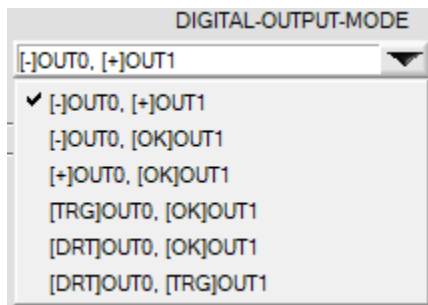 DIGITAL-OUTPUT-MODE
[-]OUT0, [+]OUT1
[-]OUT0, [+]OUT1
[-]OUT0, [OK]OUT1
[+]OUT0, [OK]OUT1
[TRG]OUT0, [OK]OUT1
[DRT]OUT0, [OK]OUT1
[DRT]OUT0, [TRG]OUT1